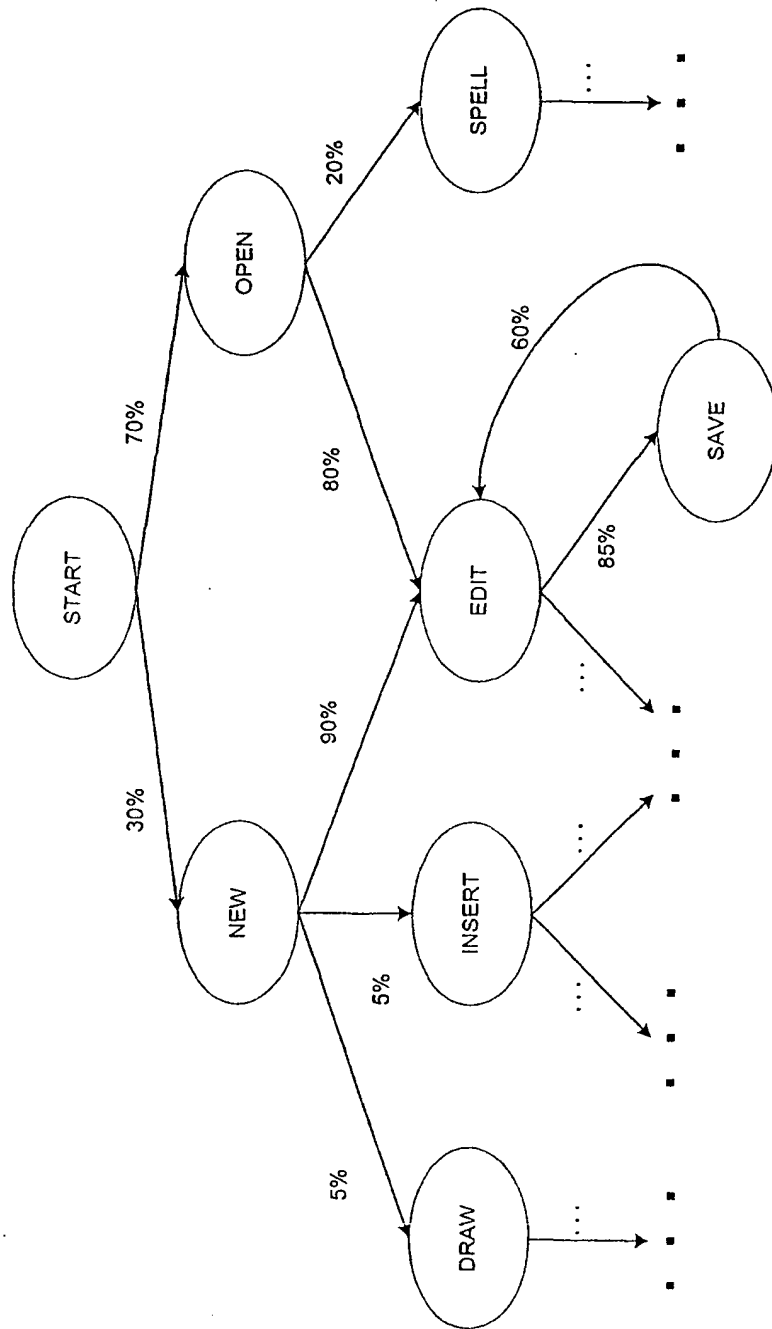 START
30%
70%
NEW
OPEN
5%
5%
90%
80%
20%
DRAW
INSERT
EDIT
SPELL
60%
85%
...
...
...
...
...
SAVE